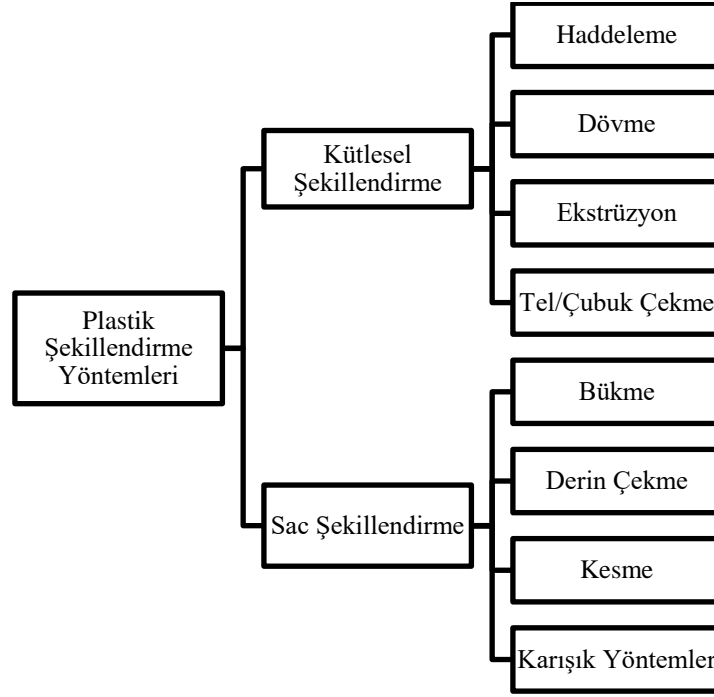 Plastik
Şekillendirme
Yöntemleri
Kütlesel
Şekillendirme
Haddeleme
Dövme
Ekstrüzyon
Tel/Çubuk Çekme
Sac Şekillendirme
Bükme
Derin Çekme
Kesme
Karışık Yöntemler